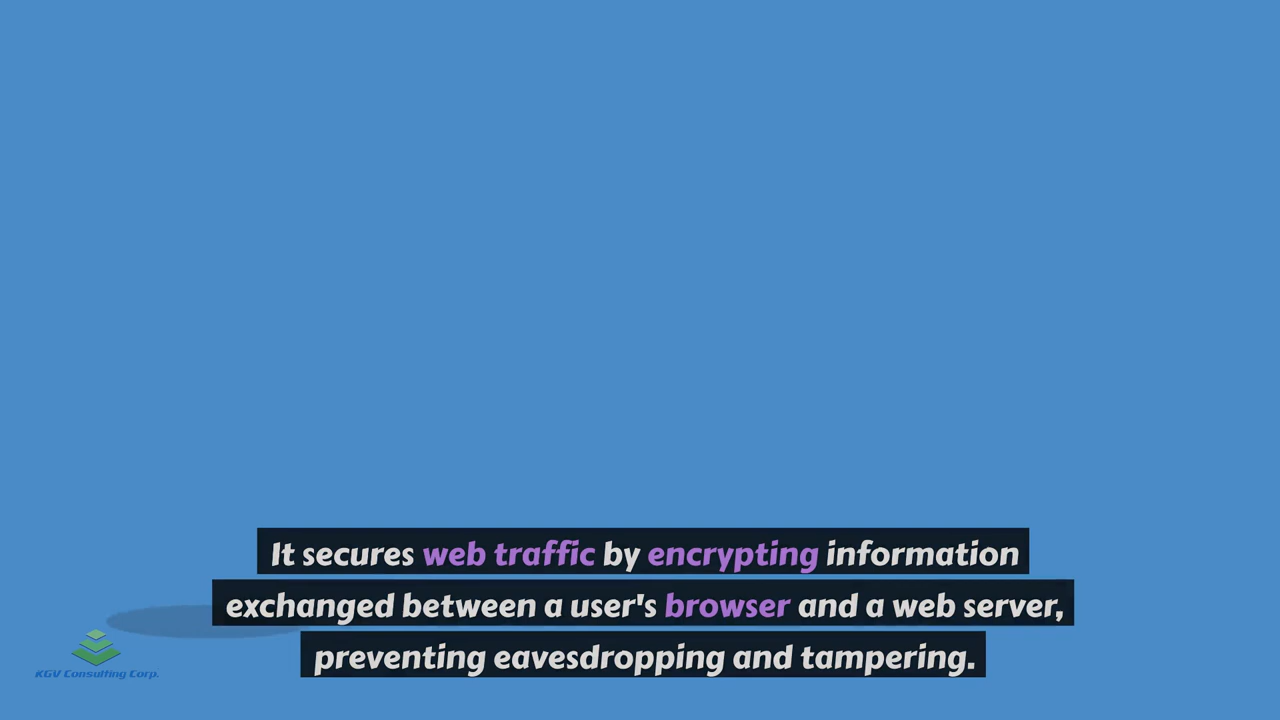 It secures web traffic by encrypting information
exchanged between a user's browser and a web server,
preventing eavesdropping and tampering.
KGV Consulting Corp.